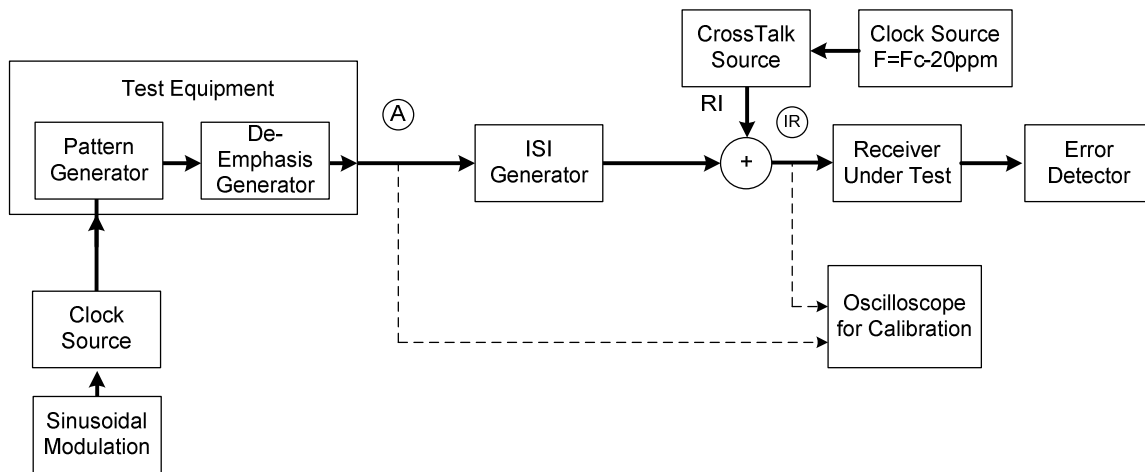 CrossTalk
Source
Clock Source
F=Fc-20ppm
Test Equipment
RI
A
IR
Pattern
Generator
De-
Emphasis
Generator
ISI
Generator
+
Receiver
Under Test
Error
Detector
Clock
Source
Oscilloscope
for Calibration
Sinusoidal
Modulation